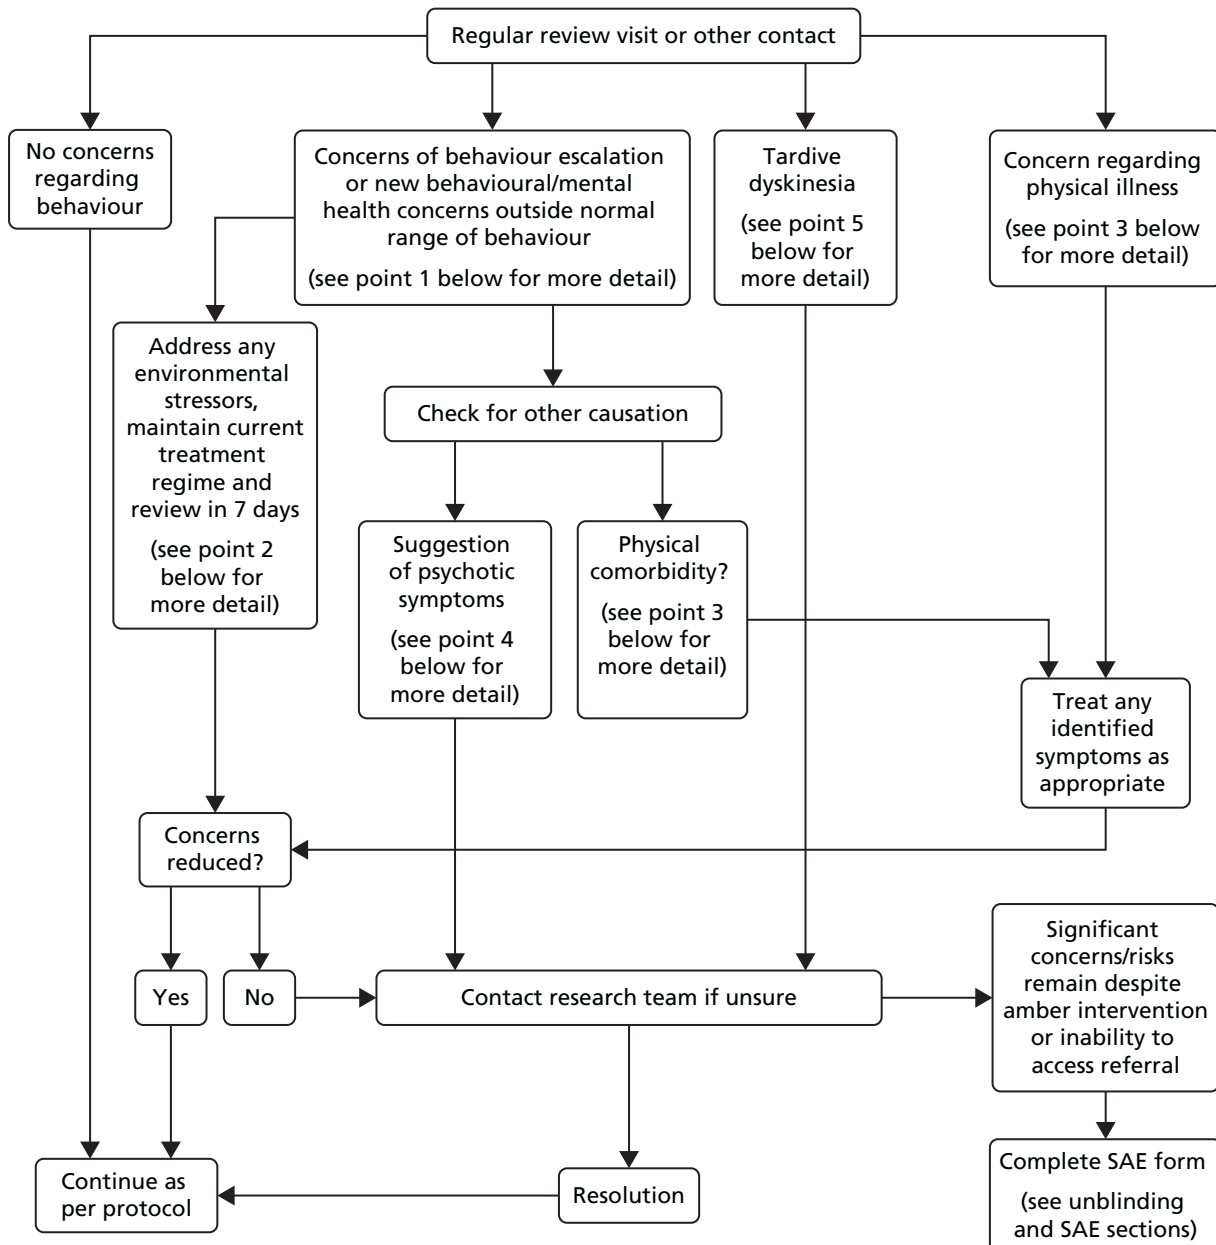 Regular review visit or other contact
No concerns
regarding
behaviour
Concerns of behaviour escalation
or new behavioural/mental
health concerns outside normal
range of behaviour
(see point 1 below for more detail)
Tardive
dyskinesia
(see point 5
below for
more detail)
Concern regarding
physical illness
(see point 3 below
for more detail)
Address any
environmental
stressors,
maintain current
treatment
regime and
review in 7 days
(see point 2
below for
more detail)
Check for other causation
Suggestion
of psychotic
symptoms
(see point 4
below for
more detail)
Physical
comorbidity?
(see point 3
below for
more detail)
Treat any
identified
symptoms as
appropriate
Concerns
reduced?
Yes
No
Contact research team if unsure
Significant
concerns/risks
remain despite
amber intervention
or inability to
access referral
Continue as
per protocol
Resolution
Complete SAE form
(see unblinding
and SAE sections)